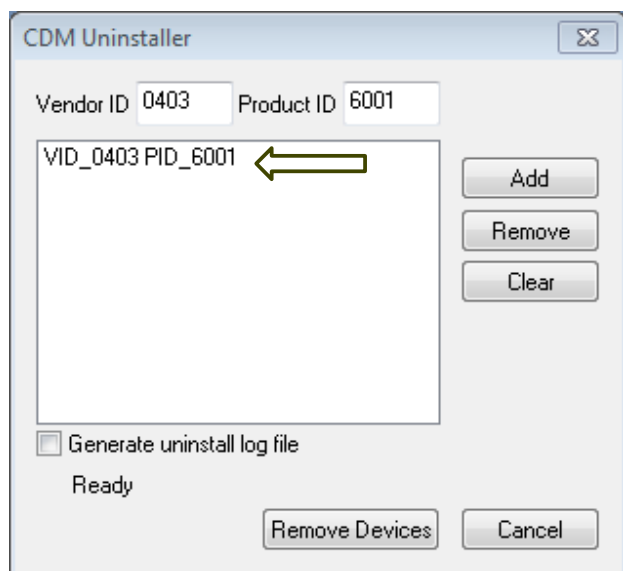 CDM Uninstaller
Vendor ID 0403 Product ID 6001
VID_0403 PID_6001
Add
Remove
Clear
Generate uninstall log file
Ready
Remove Devices Cancel